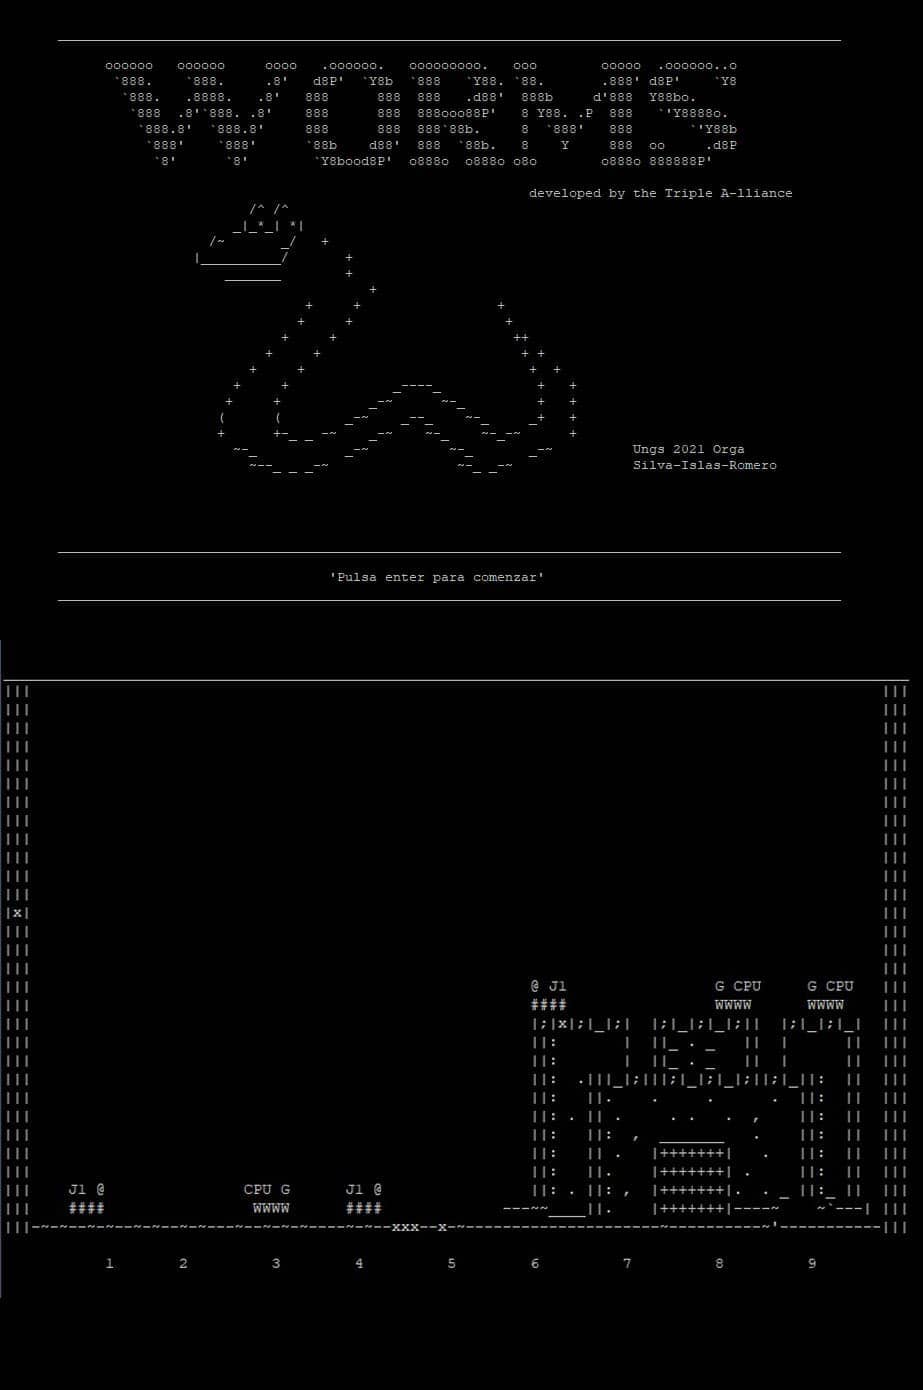 WORMS
developed by the Triple A-lliance
Ungs 2021 Orga
Silva-Islas-Romero
'Pulsa enter para comenzar'
@ J1 G CPU G CPU
J1 @ CPU G J1 @
1 2 3 4 5 6 7 8 9